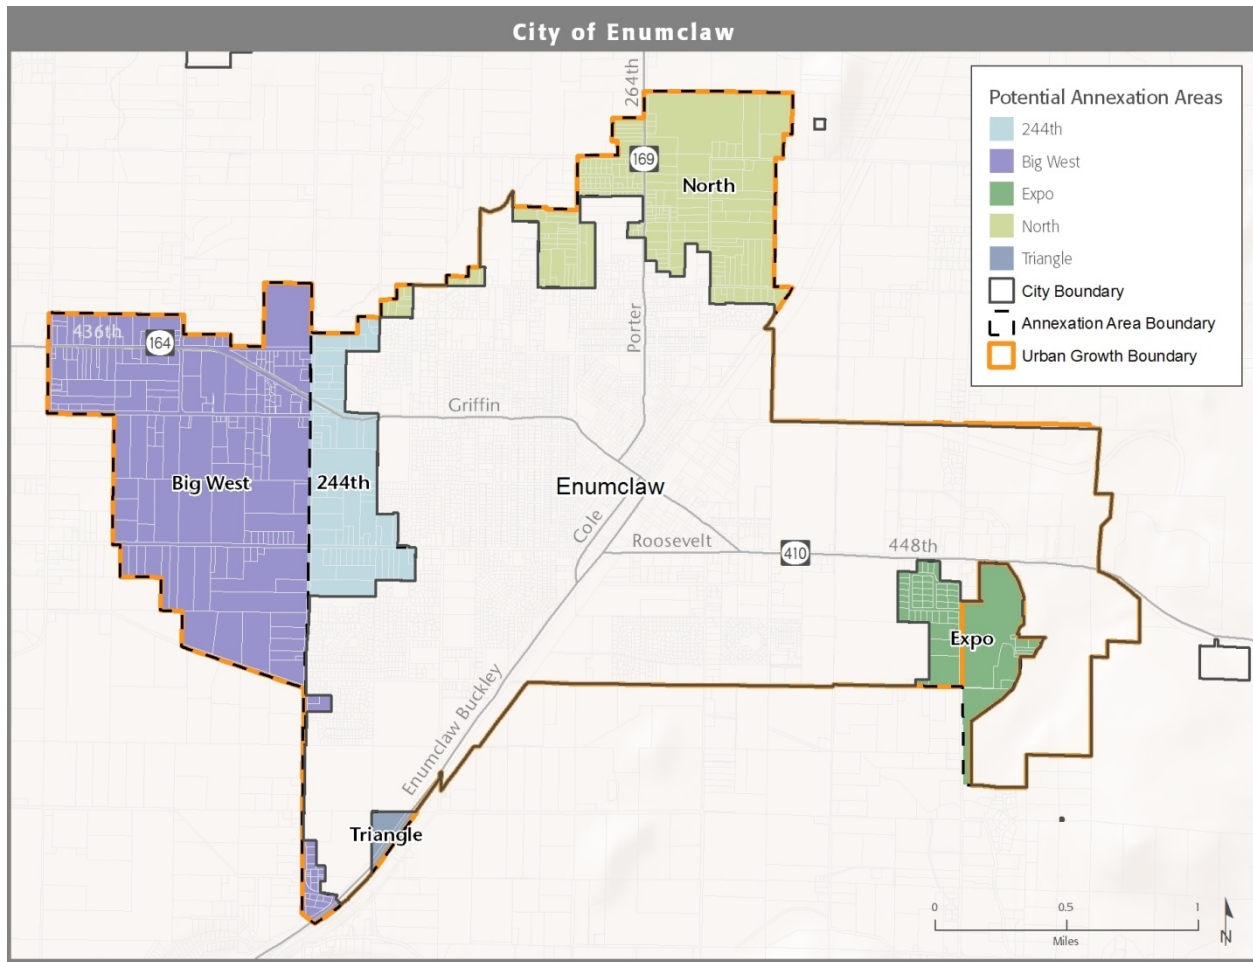 City of Enumclaw
264th
Potential Annexation Areas
244th
Big West
Expo
North
Triangle
City Boundary
Annexation Area Boundary
Urban Growth Boundary
169
North
436th
164
Porter
Griffin
Big West
244th
Enumclaw
Cole
Roosevelt
410
448th
Expo
Enumclaw Buckley
Triangle
0
0.5
1
Miles
N